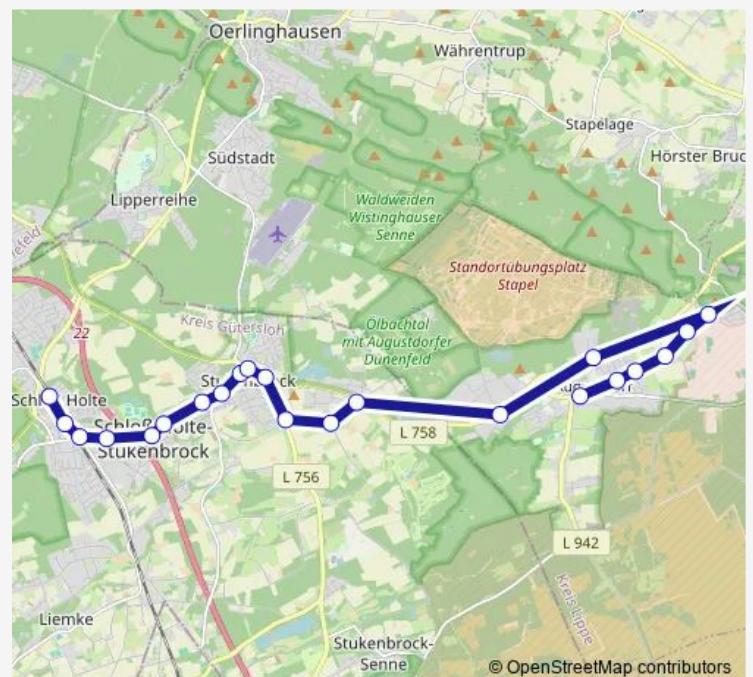 Oerlinghausen
Währentrup
Stapelage
Südstadt
Hörster Bruc
Lipperreihe
Waldweiden
Wistinghauser
Senne
Standortübungsplatz
Stapel
22
Kreis Gütersloh
Ölbachtal
mit Augustdorfer
Dünenfeld
Holte
L 758
Stukenbrock
L 756
L 942
Kreis Lippe
Liemke
Stukenbrock-
Senne
© OpenStreetMap contributors